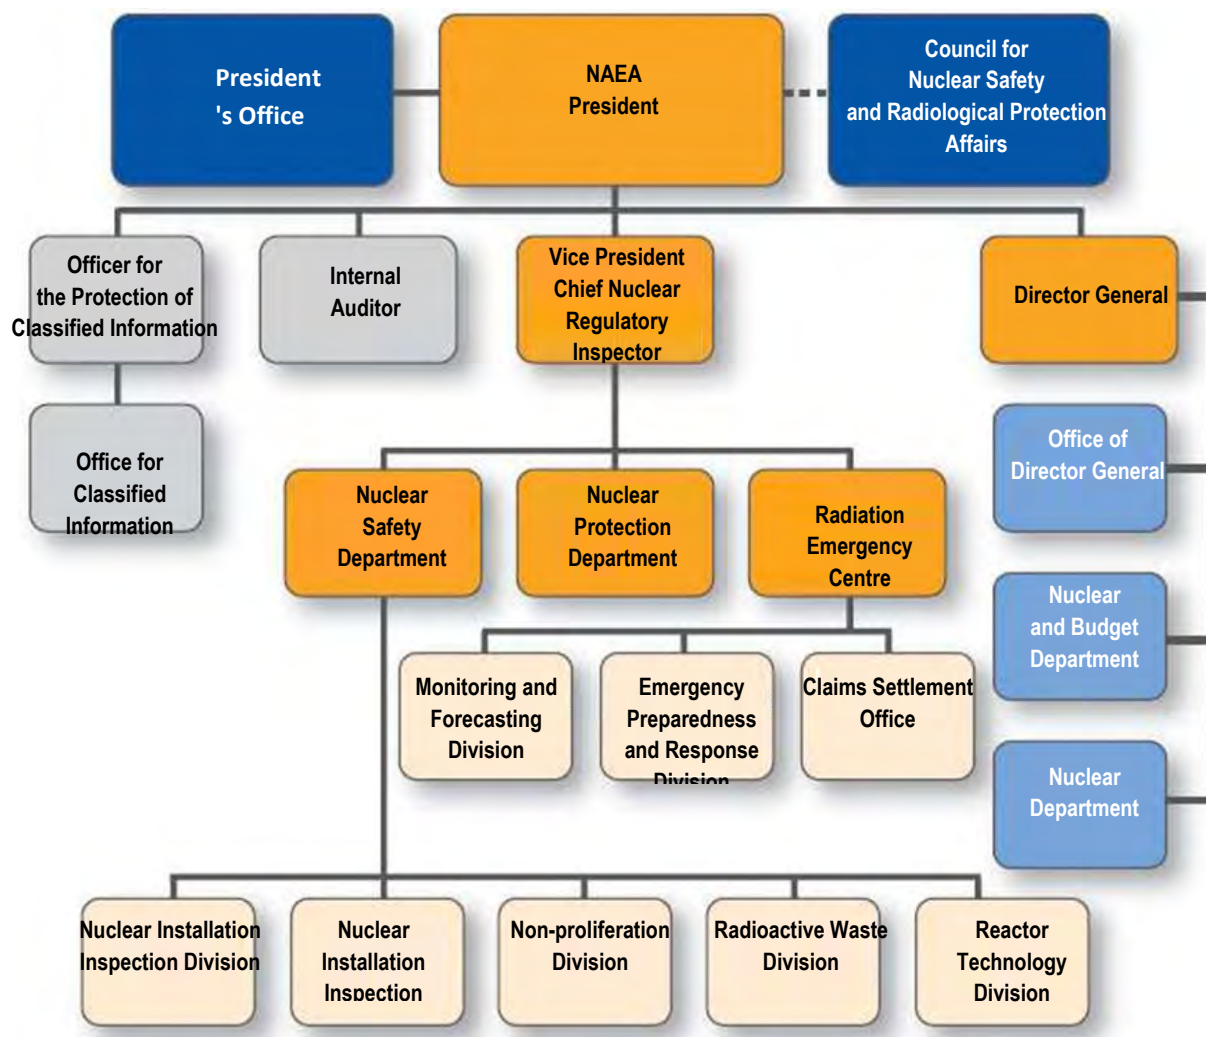 President
's Office
NAEA
President
Council for
Nuclear Safety
and Radiological Protection
Affairs
Officer for
the Protection of
Classified Information
Internal
Auditor
Vice President
Chief Nuclear
Regulatory
Inspector
Director General
Office for
Classified
Information
Nuclear
Safety
Department
Nuclear
Protection
Department
Radiation
Emergency
Centre
Office of
Director General
Nuclear
and Budget
Department
Monitoring and
Forecasting
Division
Emergency
Preparedness
and Response
Division
Claims Settlement
Office
Nuclear
Department
Nuclear Installation
Inspection Division
Nuclear
Installation
Inspection
Non-proliferation
Division
Radioactive Waste
Division
Reactor
Technology
Division